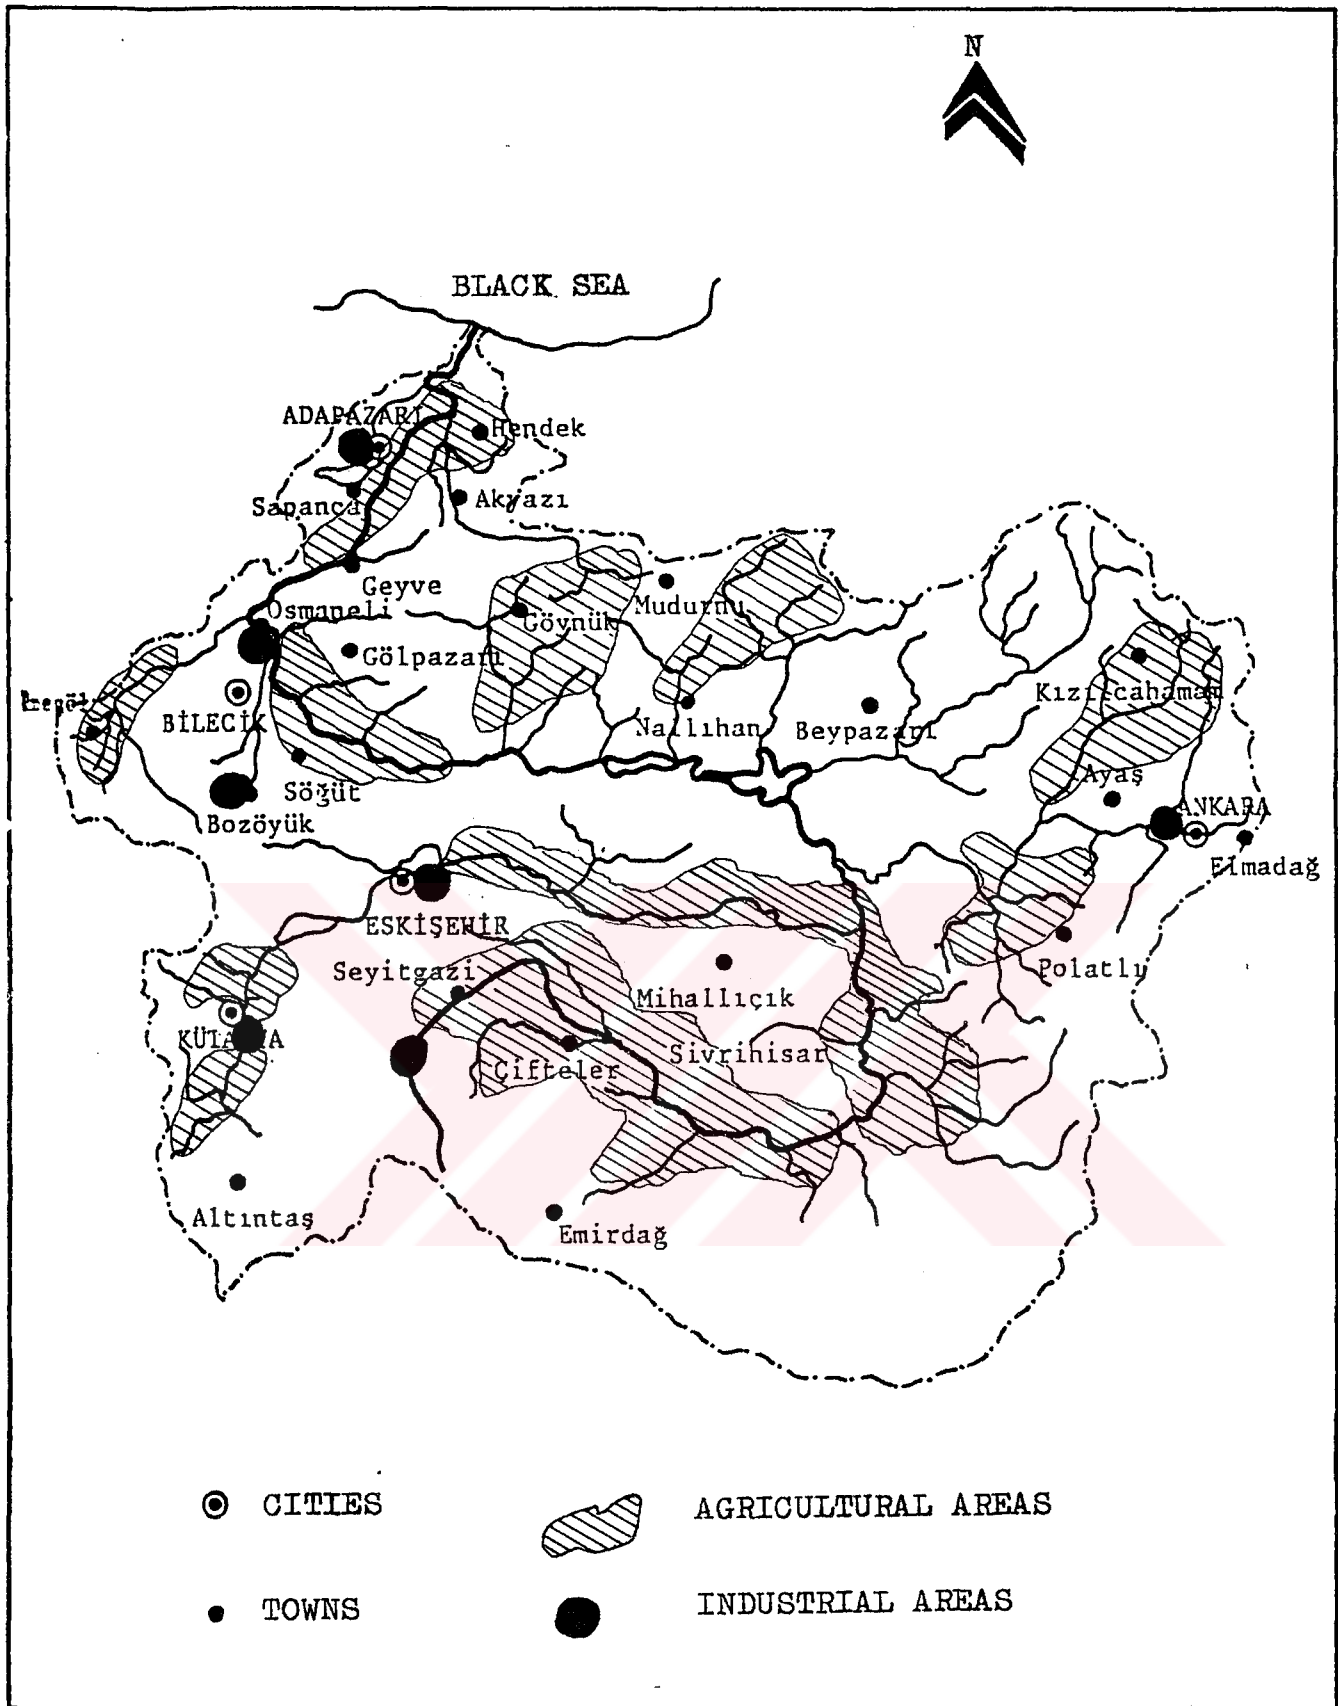 N
BLACK SEA
ADAPAZARI
Hendek
Sapanca
Akyazı
Geyve
Osmaneli
Göynük
Mudurnu
Gölpazarı
Kızılcahamam
BİLECİK
Nallıhan
Beypazarı
Söğüt
Ayaş
Bozöyük
ANKARA
Elmadağ
ESKİŞEHİR
Seyitgazi
Mihallıçık
Polatlı
KÜTAHYA
Çifteler
Sivrihisar
Altıntaş
Emirdağ
CITIES
AGRICULTURAL AREAS
TOWNS
INDUSTRIAL AREAS